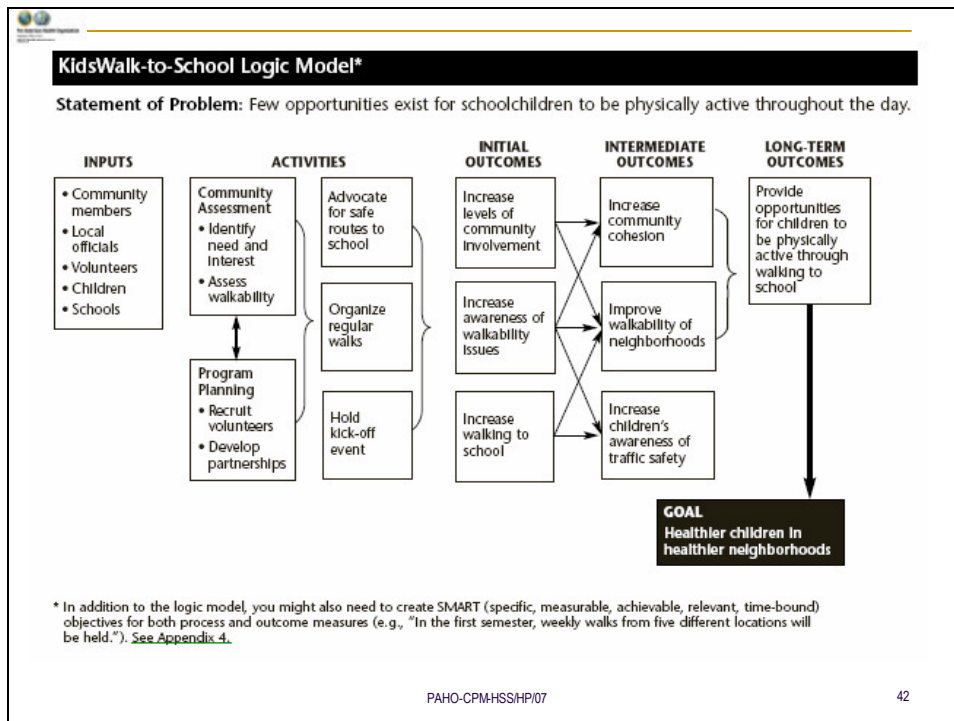 KidsWalk-to-School Logic Model*
Statement of Problem: Few opportunities exist for schoolchildren to be physically active throughout the day.
INPUTS
• Community
members
• Local
officials
• Volunteers
• Children
• Schools
ACTIVITIES
Community
Assessment
• Identify
need and
interest
• Assess
walkability
Program
Planning
• Recruit
volunteers
• Develop
partnerships
Advocate
for safe
routes to
school
Organize
regular
walks
Hold
kick-off
event
INITIAL
OUTCOMES
Increase
levels of
community
involvement
Increase
awareness of
walkability
issues
Increase
walking to
school
INTERMEDIATE
OUTCOMES
Increase
community
cohesion
Improve
walkability of
neighborhoods
Increase
children's
awareness of
traffic safety
LONG-TERM
OUTCOMES
Provide
opportunities
for children to
be physically
active through
walking to
school
GOAL
Healthier children in
healthier neighborhoods
* In addition to the logic model, you might also need to create SMART (specific, measurable, achievable, relevant, time-bound)
objectives for both process and outcome measures (e.g., "In the first semester, weekly walks from five different locations will
be held."). See Appendix 4.
PAHO-CPM-HSS/HP/07
42